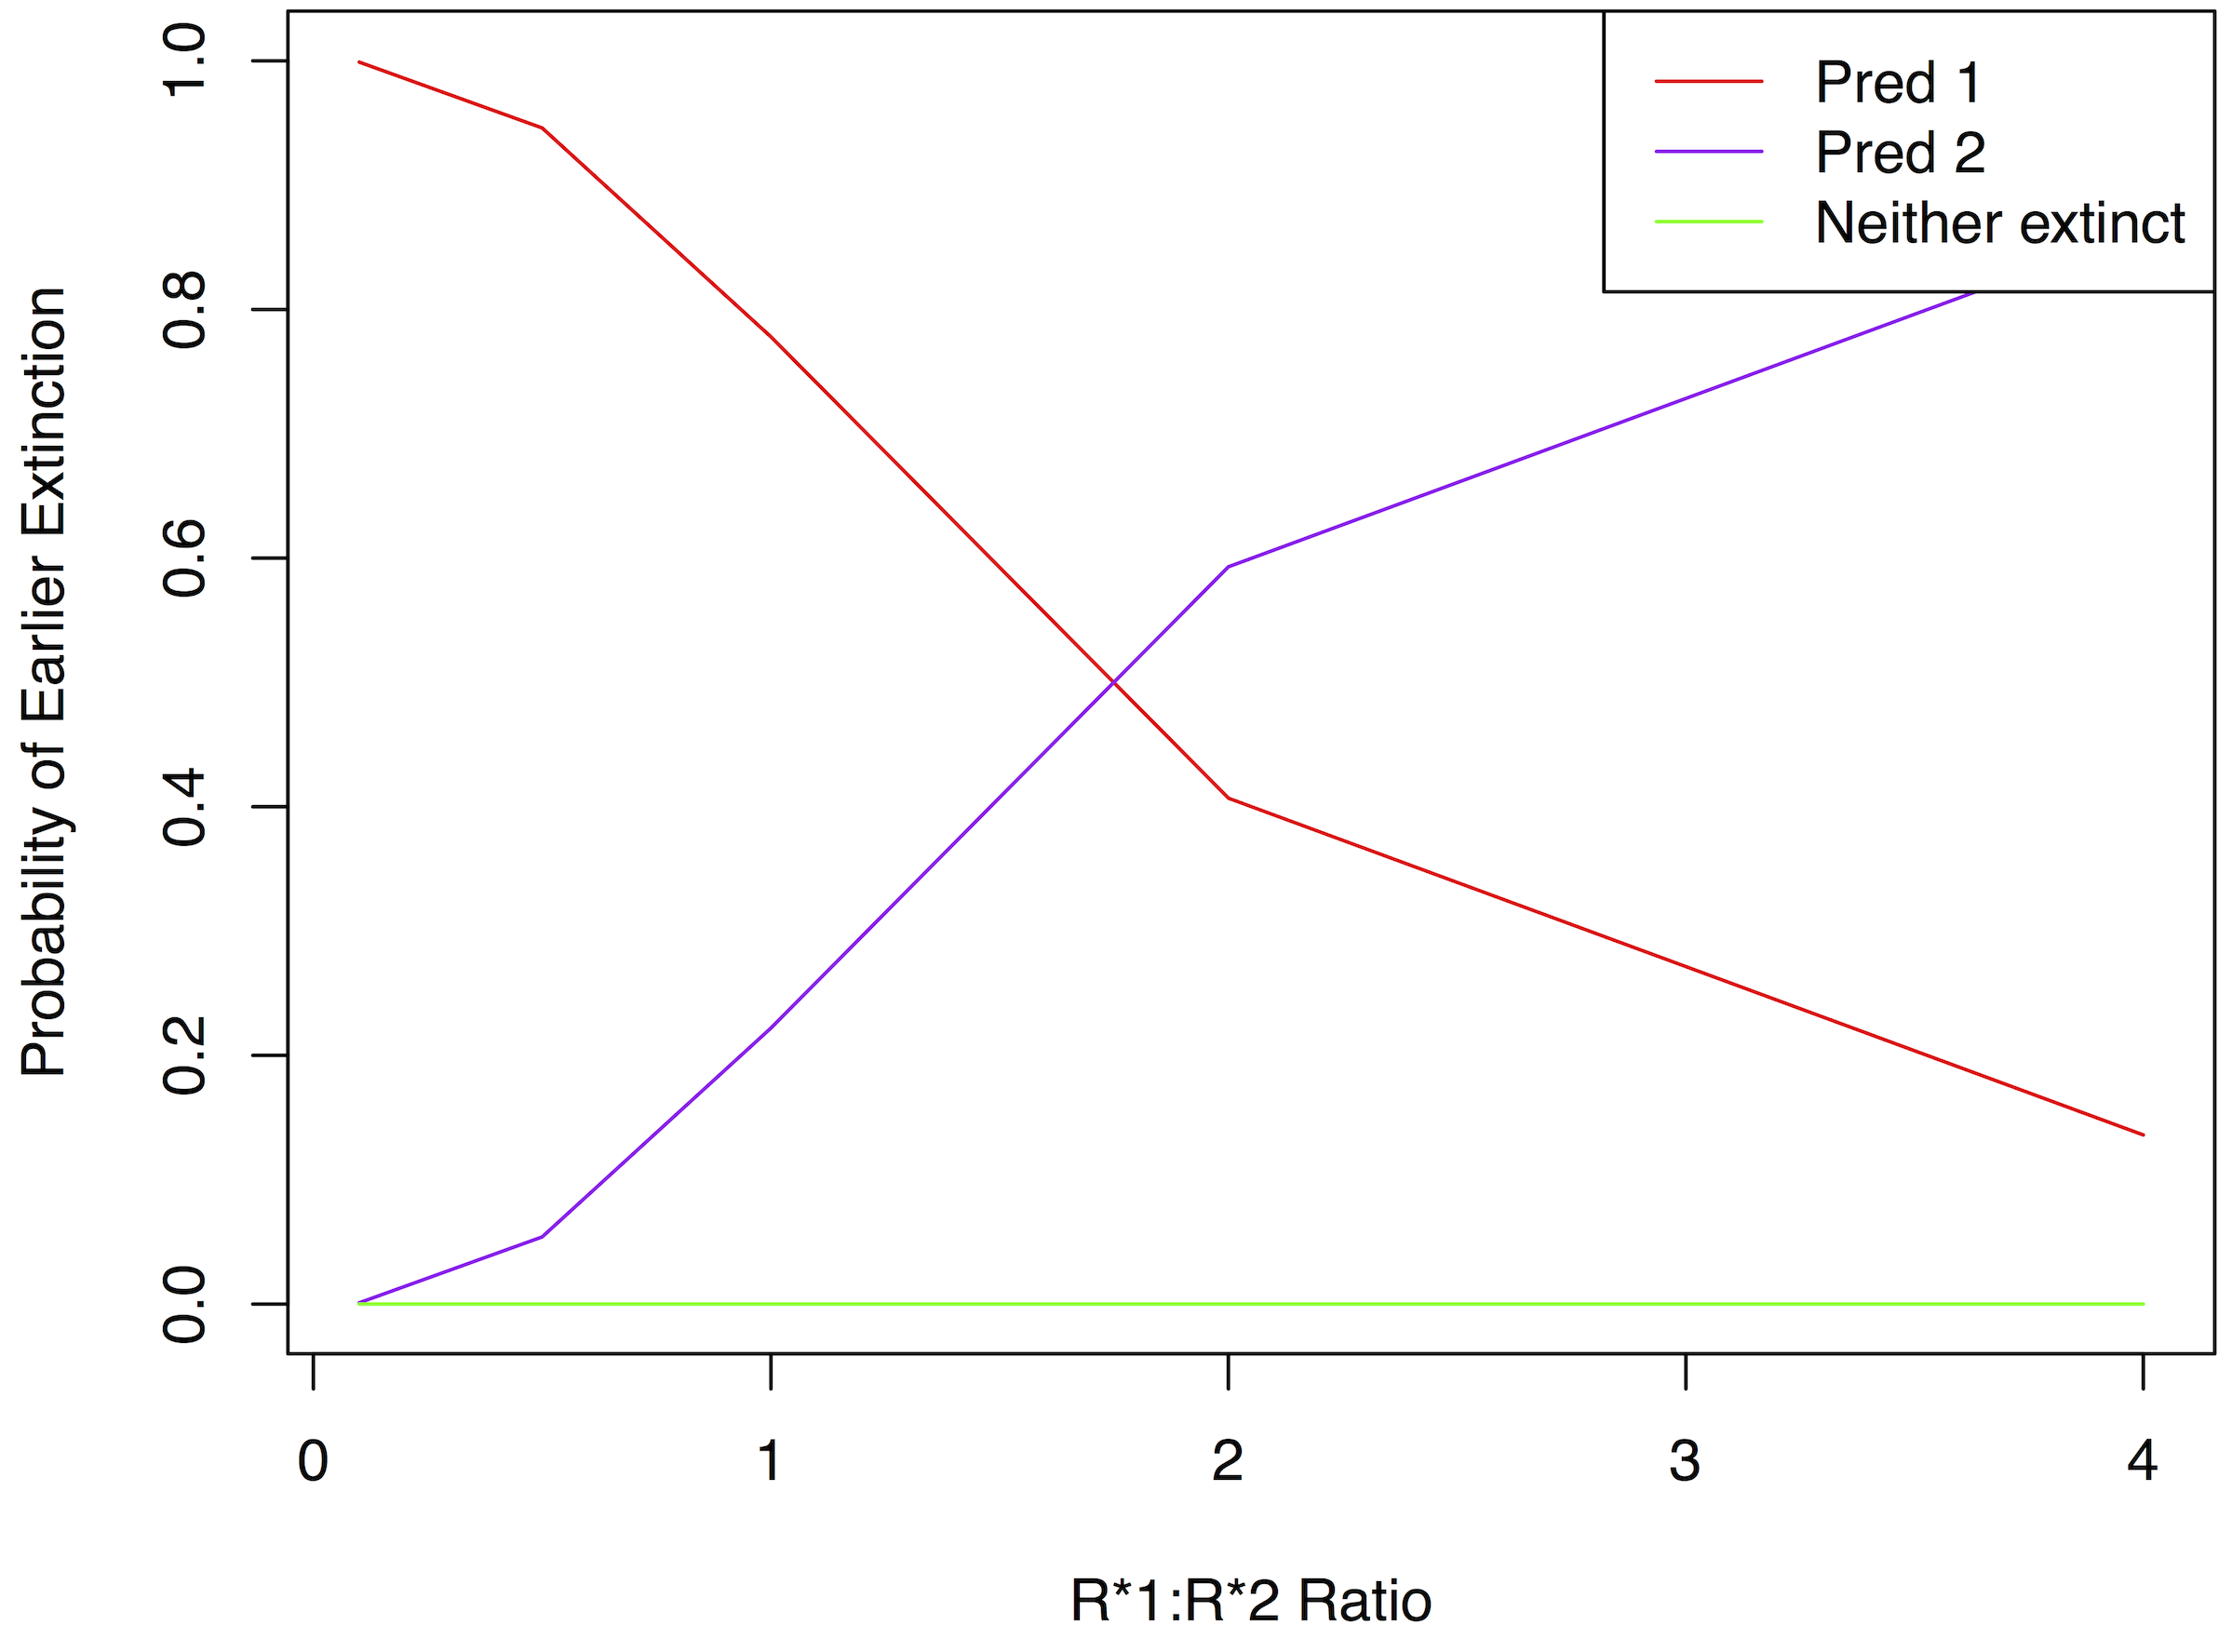 Probability of Earlier Extinction
1.0
0.8
0.6
0.4
0.2
0.0
Pred 1
Pred 2
Neither extinct
0 1 2 3 4
R*1:R*2 Ratio